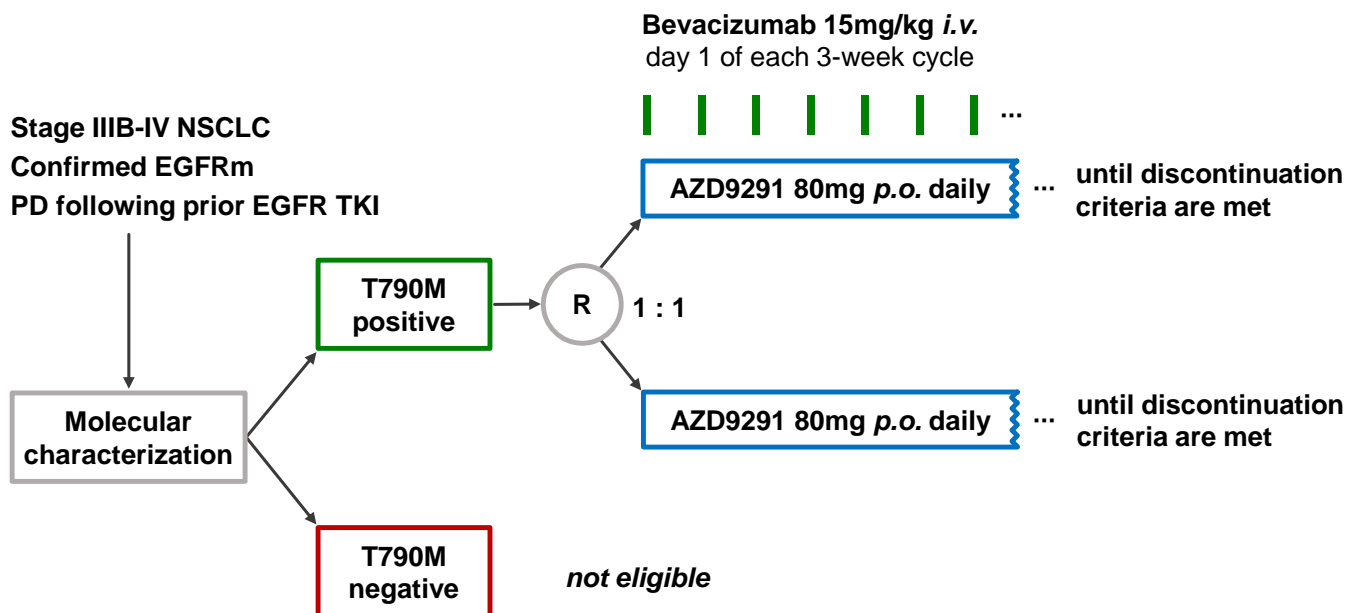 Bevacizumab 15mg/kg i.v.
day 1 of each 3-week cycle
...
Stage IIIB-IV NSCLC
Confirmed EGFRm
PD following prior EGFR TKI
AZD9291 80mg p.o. daily
...
until discontinuation
criteria are met
T790M
positive
R
1 : 1
Molecular
characterization
AZD9291 80mg p.o. daily
...
until discontinuation
criteria are met
T790M
negative
not eligible